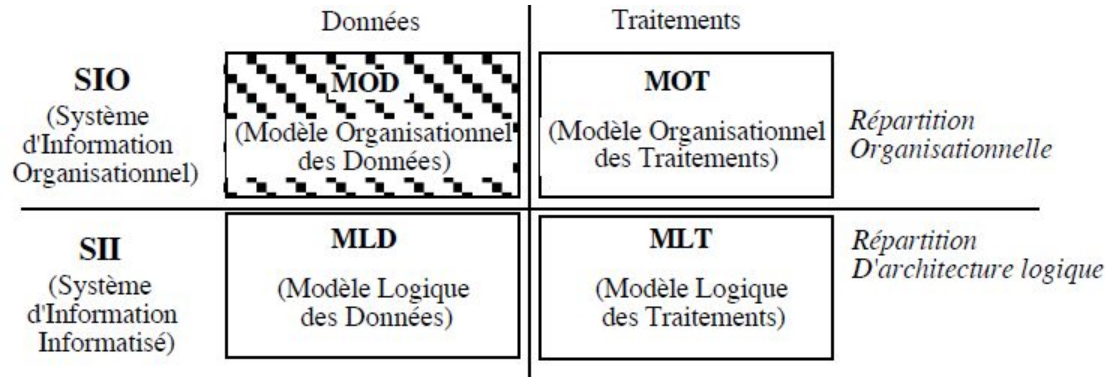 Données
Traitements
SIO
(Système
d'Information
Organisationnel)
MOD
(Modèle Organisationnel
des Données)
MOT
(Modèle Organisationnel
des Traitements)
Répartition
Organisationnelle
SII
(Système
d'Information
Informatisé)
MLD
(Modèle Logique
des Données)
MLT
(Modèle Logique
des Traitements)
Répartition
D'architecture logique